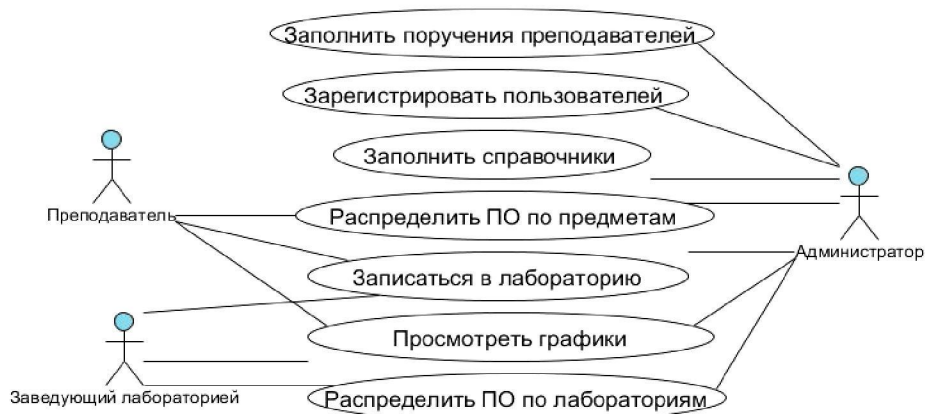 Заполнить поручения преподавателей
Зарегистрировать пользователей
Заполнить справочники
Преподаватель
Распределить ПО по предметам
Администратор
Записаться в лабораторию
Просмотреть графики
Заведующий лабораторией
Распределить ПО по лабораториям